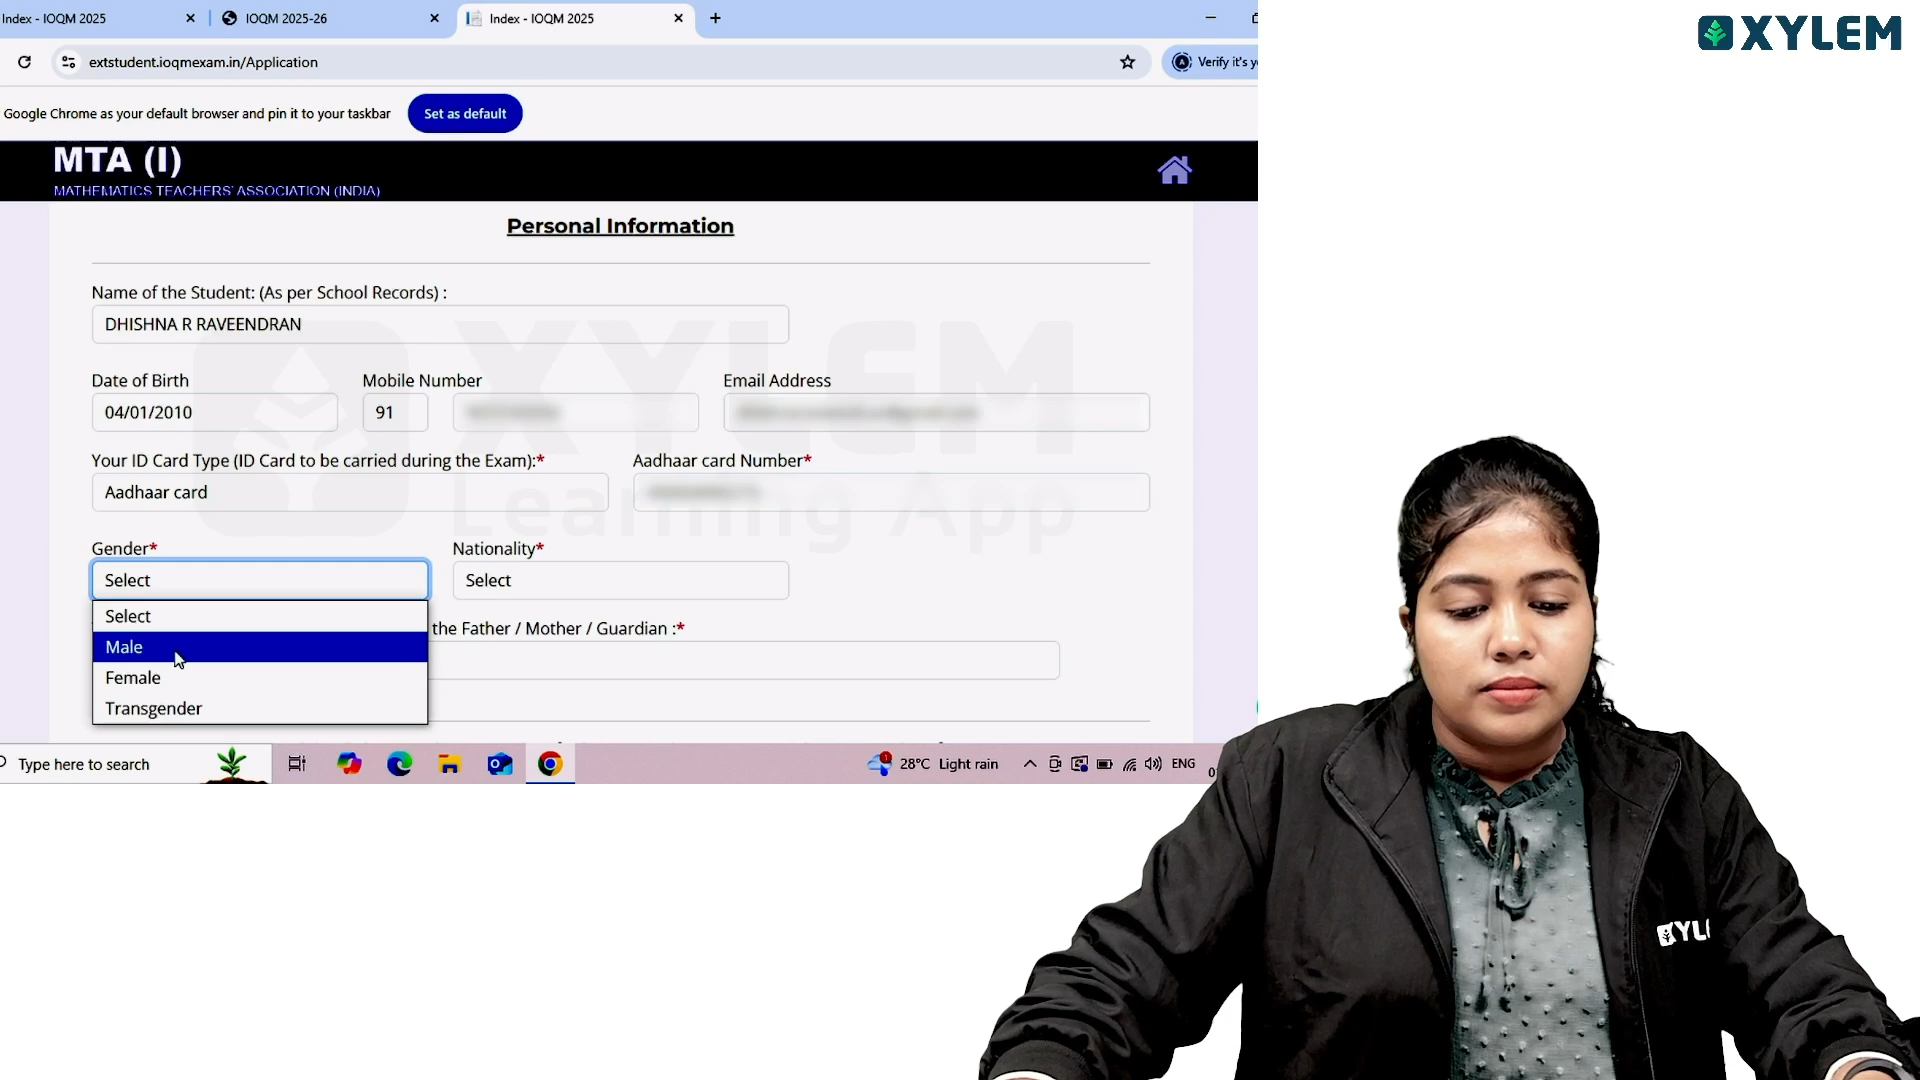 Index - IOQM 2025
IOQM 2025-26
Index - IOQM 2025
XYLEM
extstudent.ioqmexam.in/Application
Verify it's y
Google Chrome as your default browser and pin it to your taskbar
Set as default
MTA (I)
MATHEMATICS TEACHERS' ASSOCIATION (INDIA)
Personal Information
Name of the Student: (As per School Records) :
DHISHNA R RAVEENDRAN
XYLEM
Learning App
Date of Birth
Mobile Number
Email Address
04/01/2010
91
Your ID Card Type (ID Card to be carried during the Exam):*
Aadhaar card Number*
Aadhaar card
Gender*
Nationality*
Select
Select
Select
the Father / Mother / Guardian :*
Male
Female
Transgender
Type here to search
28°C Light rain
ENG
XYL